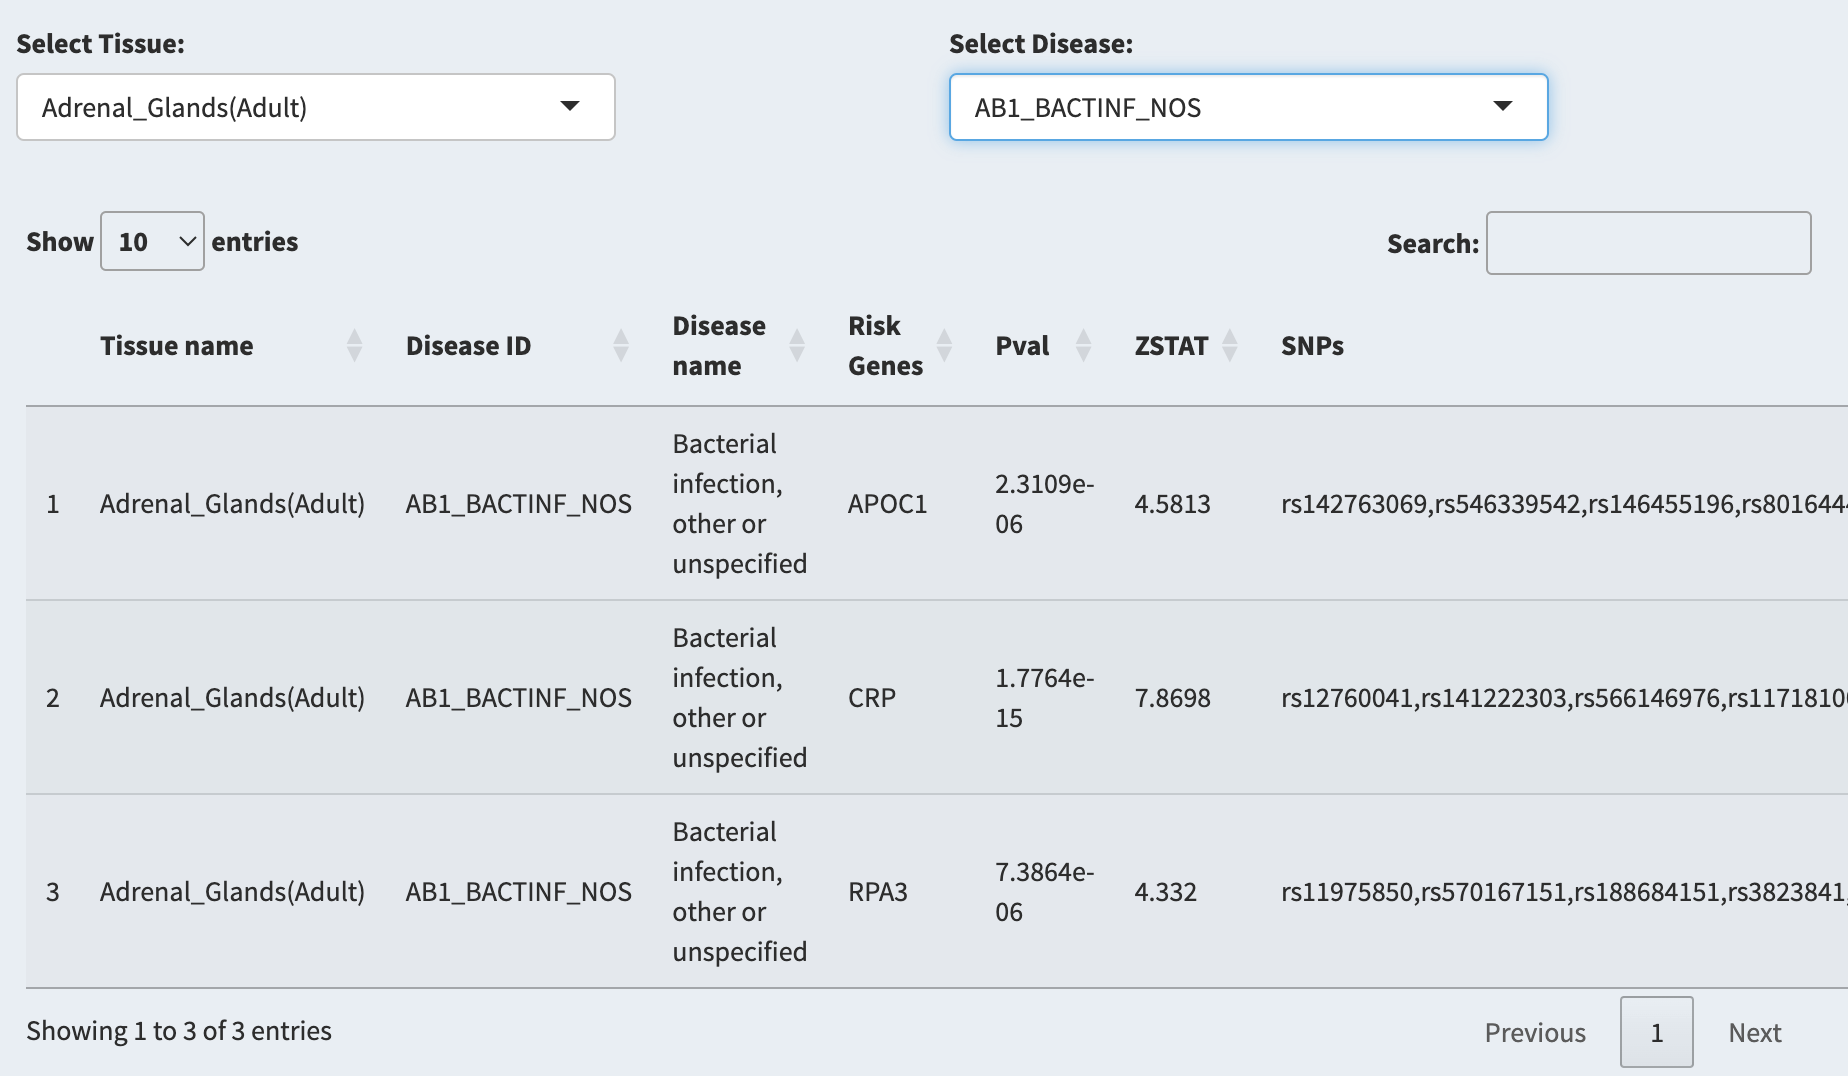 Select Tissue:
Select Disease:
Adrenal_Glands(Adult)
AB1_BACTINF_NOS
Show 10 entries
Search:
Tissue name
Disease ID
Disease
name
Risk
Genes
Pval
ZSTAT
SNPs
1
Adrenal_Glands(Adult)
AB1_BACTINF_NOS
Bacterial
infection,
other or
unspecified
APOC1
2.3109e-
06
4.5813
rs142763069,rs546339542,rs146455196,rs801644
2
Adrenal_Glands(Adult)
AB1_BACTINF_NOS
Bacterial
infection,
other or
unspecified
CRP
1.7764e-
15
7.8698
rs12760041,rs141222303,rs566146976,rs1171810
3
Adrenal_Glands(Adult)
AB1_BACTINF_NOS
Bacterial
infection,
other or
unspecified
RPA3
7.3864e-
06
4.332
rs11975850,rs570167151,rs188684151,rs3823841,
Showing 1 to 3 of 3 entries
Previous
1
Next